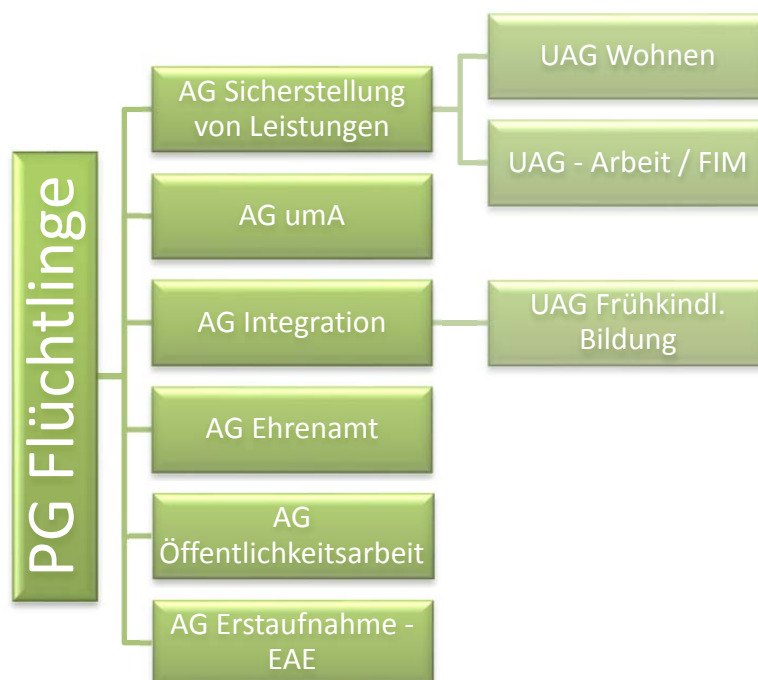 PG Flüchtlinge
AG Sicherstellung
von Leistungen
UAG Wohnen
UAG - Arbeit / FIM
AG umA
AG Integration
UAG Frühkindl.
Bildung
AG Ehrenamt
AG
Öffentlichkeitsarbeit
AG Erstaufnahme -
EAE